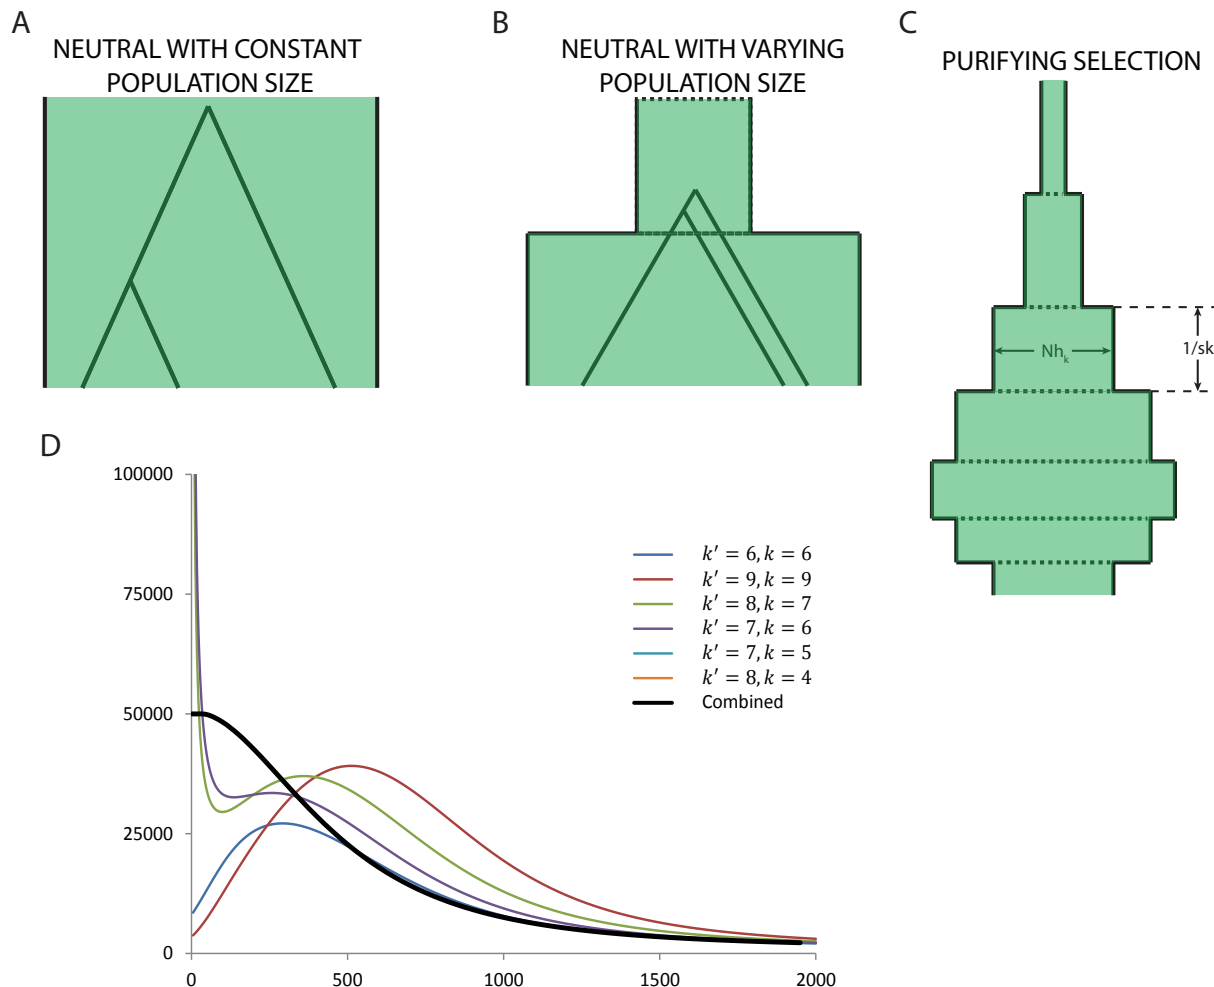 A
NEUTRAL WITH CONSTANT
POPULATION SIZE
B
NEUTRAL WITH VARYING
POPULATION SIZE
C
PURIFYING SELECTION
Nhₖ
1/sk
D
100000
75000
50000
25000
0
k′ = 6, k = 6
k′ = 9, k = 9
k′ = 8, k = 7
k′ = 7, k = 6
k′ = 7, k = 5
k′ = 8, k = 4
Combined
0 500 1000 1500 2000